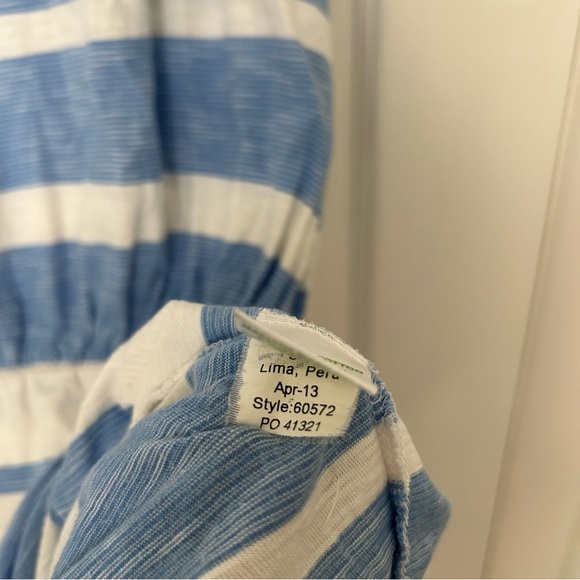 Lima, Peru
Apr-13
Style:60572
PO 41321